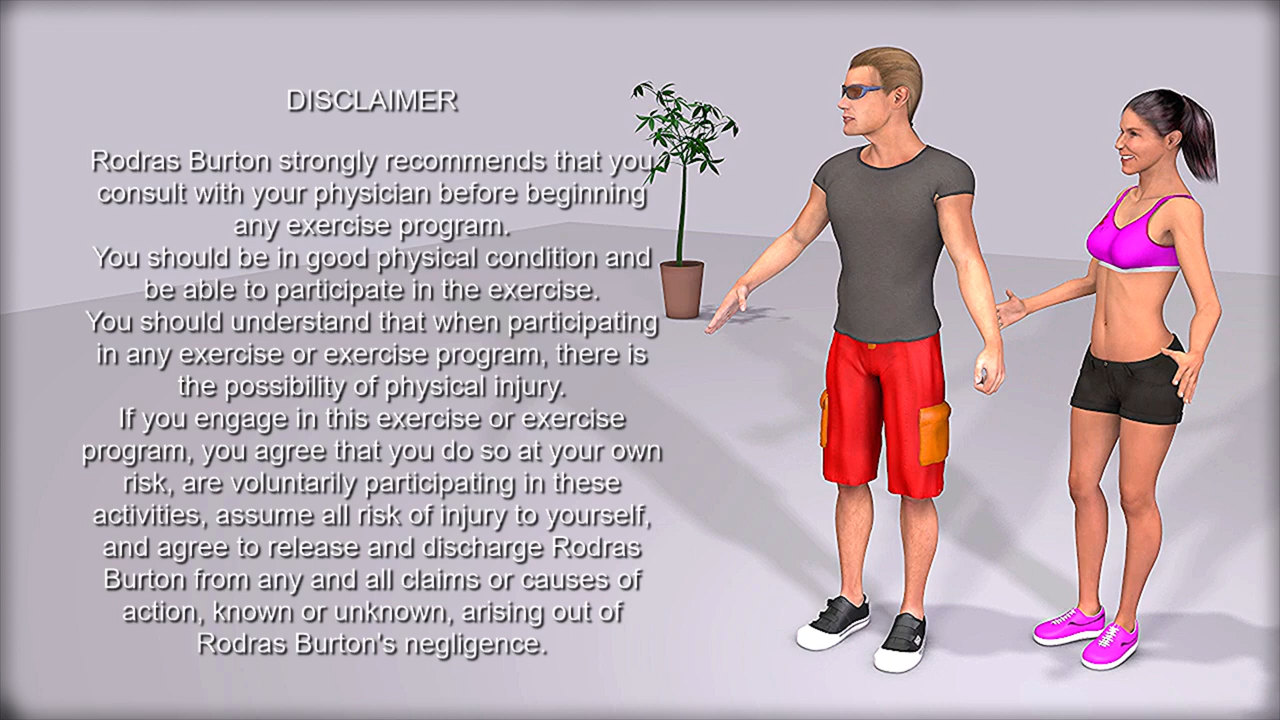 DISCLAIMER
Rodras Burton strongly recommends that you
consult with your physician before beginning
any exercise program.
You should be in good physical condition and
be able to participate in the exercise.
You should understand that when participating
in any exercise or exercise program, there is
the possibility of physical injury.
If you engage in this exercise or exercise
program, you agree that you do so at your own
risk, are voluntarily participating in these
activities, assume all risk of injury to yourself,
and agree to release and discharge Rodras
Burton from any and all claims or causes of
action, known or unknown, arising out of
Rodras Burton's negligence.